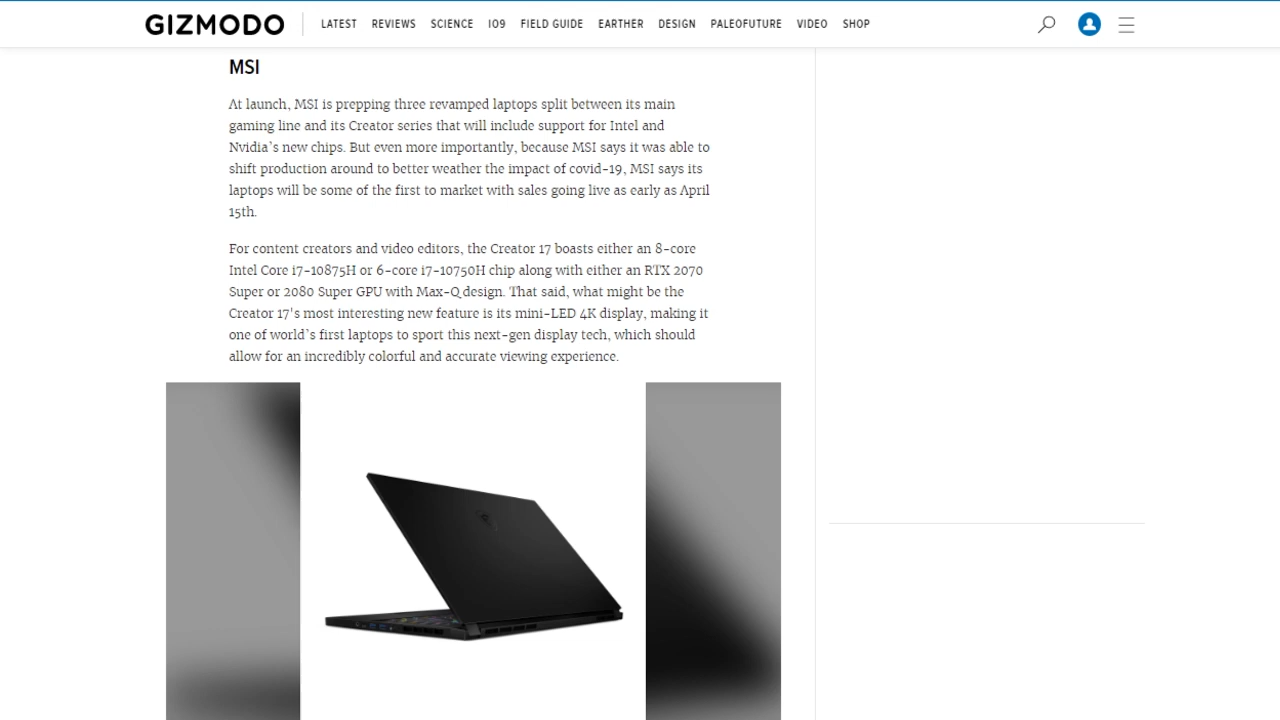 GIZMODO
LATEST REVIEWS SCIENCE IO9 FIELD GUIDE EARTHER DESIGN PALEOFUTURE VIDEO SHOP
MSI
At launch, MSI is prepping three revamped laptops split between its main
gaming line and its Creator series that will include support for Intel and
Nvidia's new chips. But even more importantly, because MSI says it was able to
shift production around to better weather the impact of covid-19, MSI says its
laptops will be some of the first to market with sales going live as early as April
15th.
For content creators and video editors, the Creator 17 boasts either an 8-core
Intel Core i7-10875H or 6-core i7-10750H chip along with either an RTX 2070
Super or 2080 Super GPU with Max-Q design. That said, what might be the
Creator 17's most interesting new feature is its mini-LED 4K display, making it
one of world's first laptops to sport this next-gen display tech, which should
allow for an incredibly colorful and accurate viewing experience.